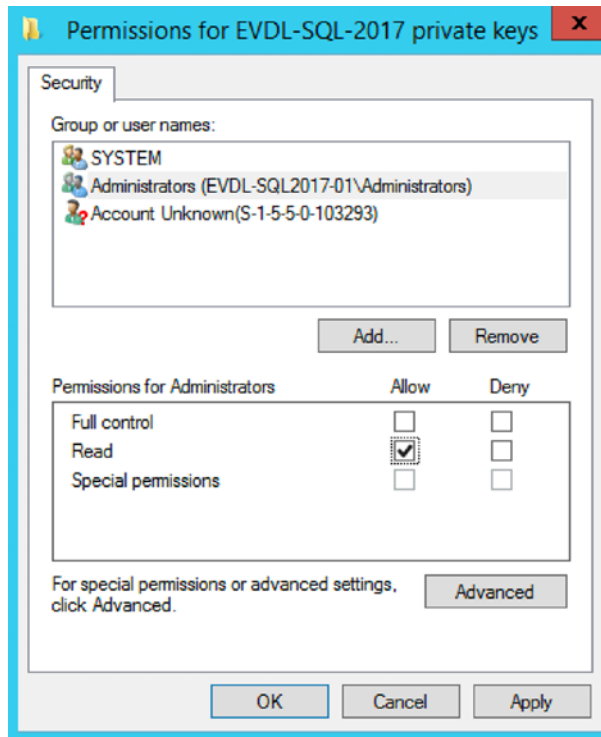 Permissions for EVDL-SQL-2017 private keys
x
Security
Group or user names:
SYSTEM
Administrators (EVDL-SQL2017-01\Administrators)
Account Unknown(S-1-5-5-0-103293)
Add... Remove
Permissions for Administrators Allow Deny
Full control
Read
Special permissions
For special permissions or advanced settings,
click Advanced.
Advanced
OK Cancel Apply